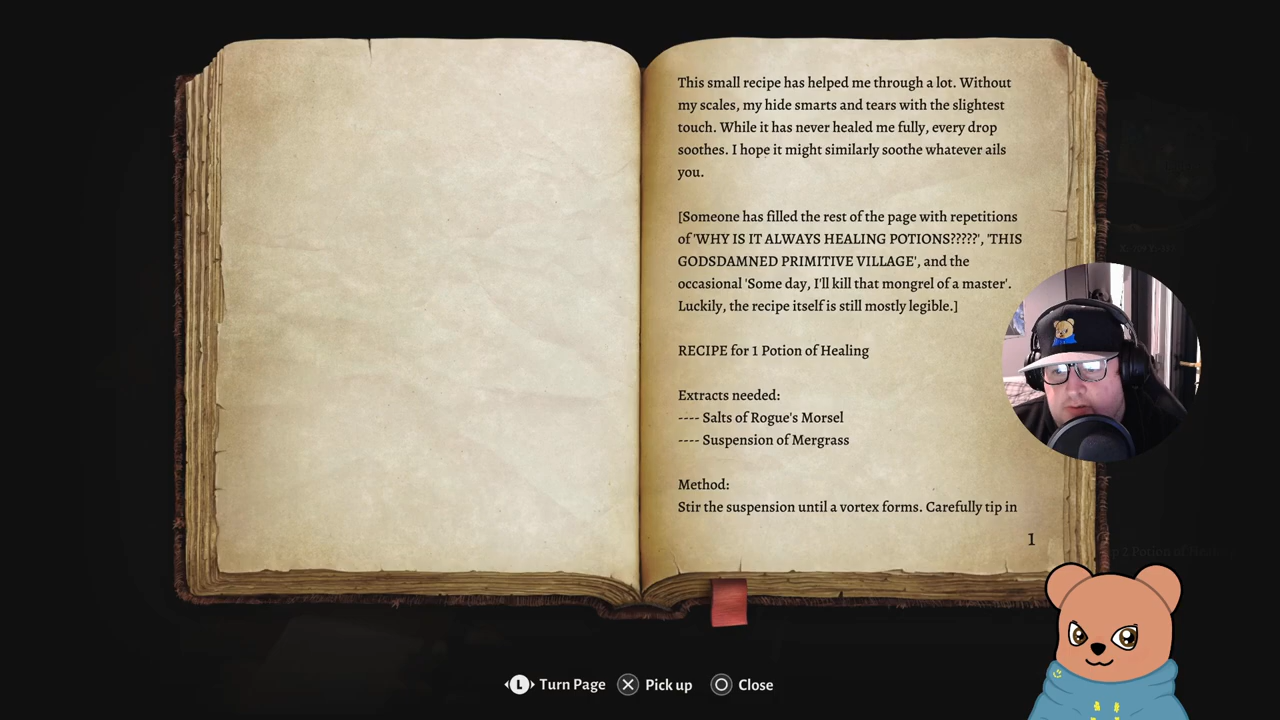 This small recipe has helped me through a lot. Without
my scales, my hide smarts and tears with the slightest
touch. While it has never healed me fully, every drop
soothes. I hope it might similarly soothe whatever ails
you.
[Someone has filled the rest of the page with repetitions
of 'WHY IS IT ALWAYS HEALING POTIONS?????', 'THIS
GODSDAMNED PRIMITIVE VILLAGE', and the
occasional 'Some day, I'll kill that mongrel of a master'.
Luckily, the recipe itself is still mostly legible.]
RECIPE for 1 Potion of Healing
Extracts needed:
---- Salts of Rogue's Morsel
---- Suspension of Mergrass
Method:
Stir the suspension until a vortex forms. Carefully tip in
1
L Turn Page Pick up Close